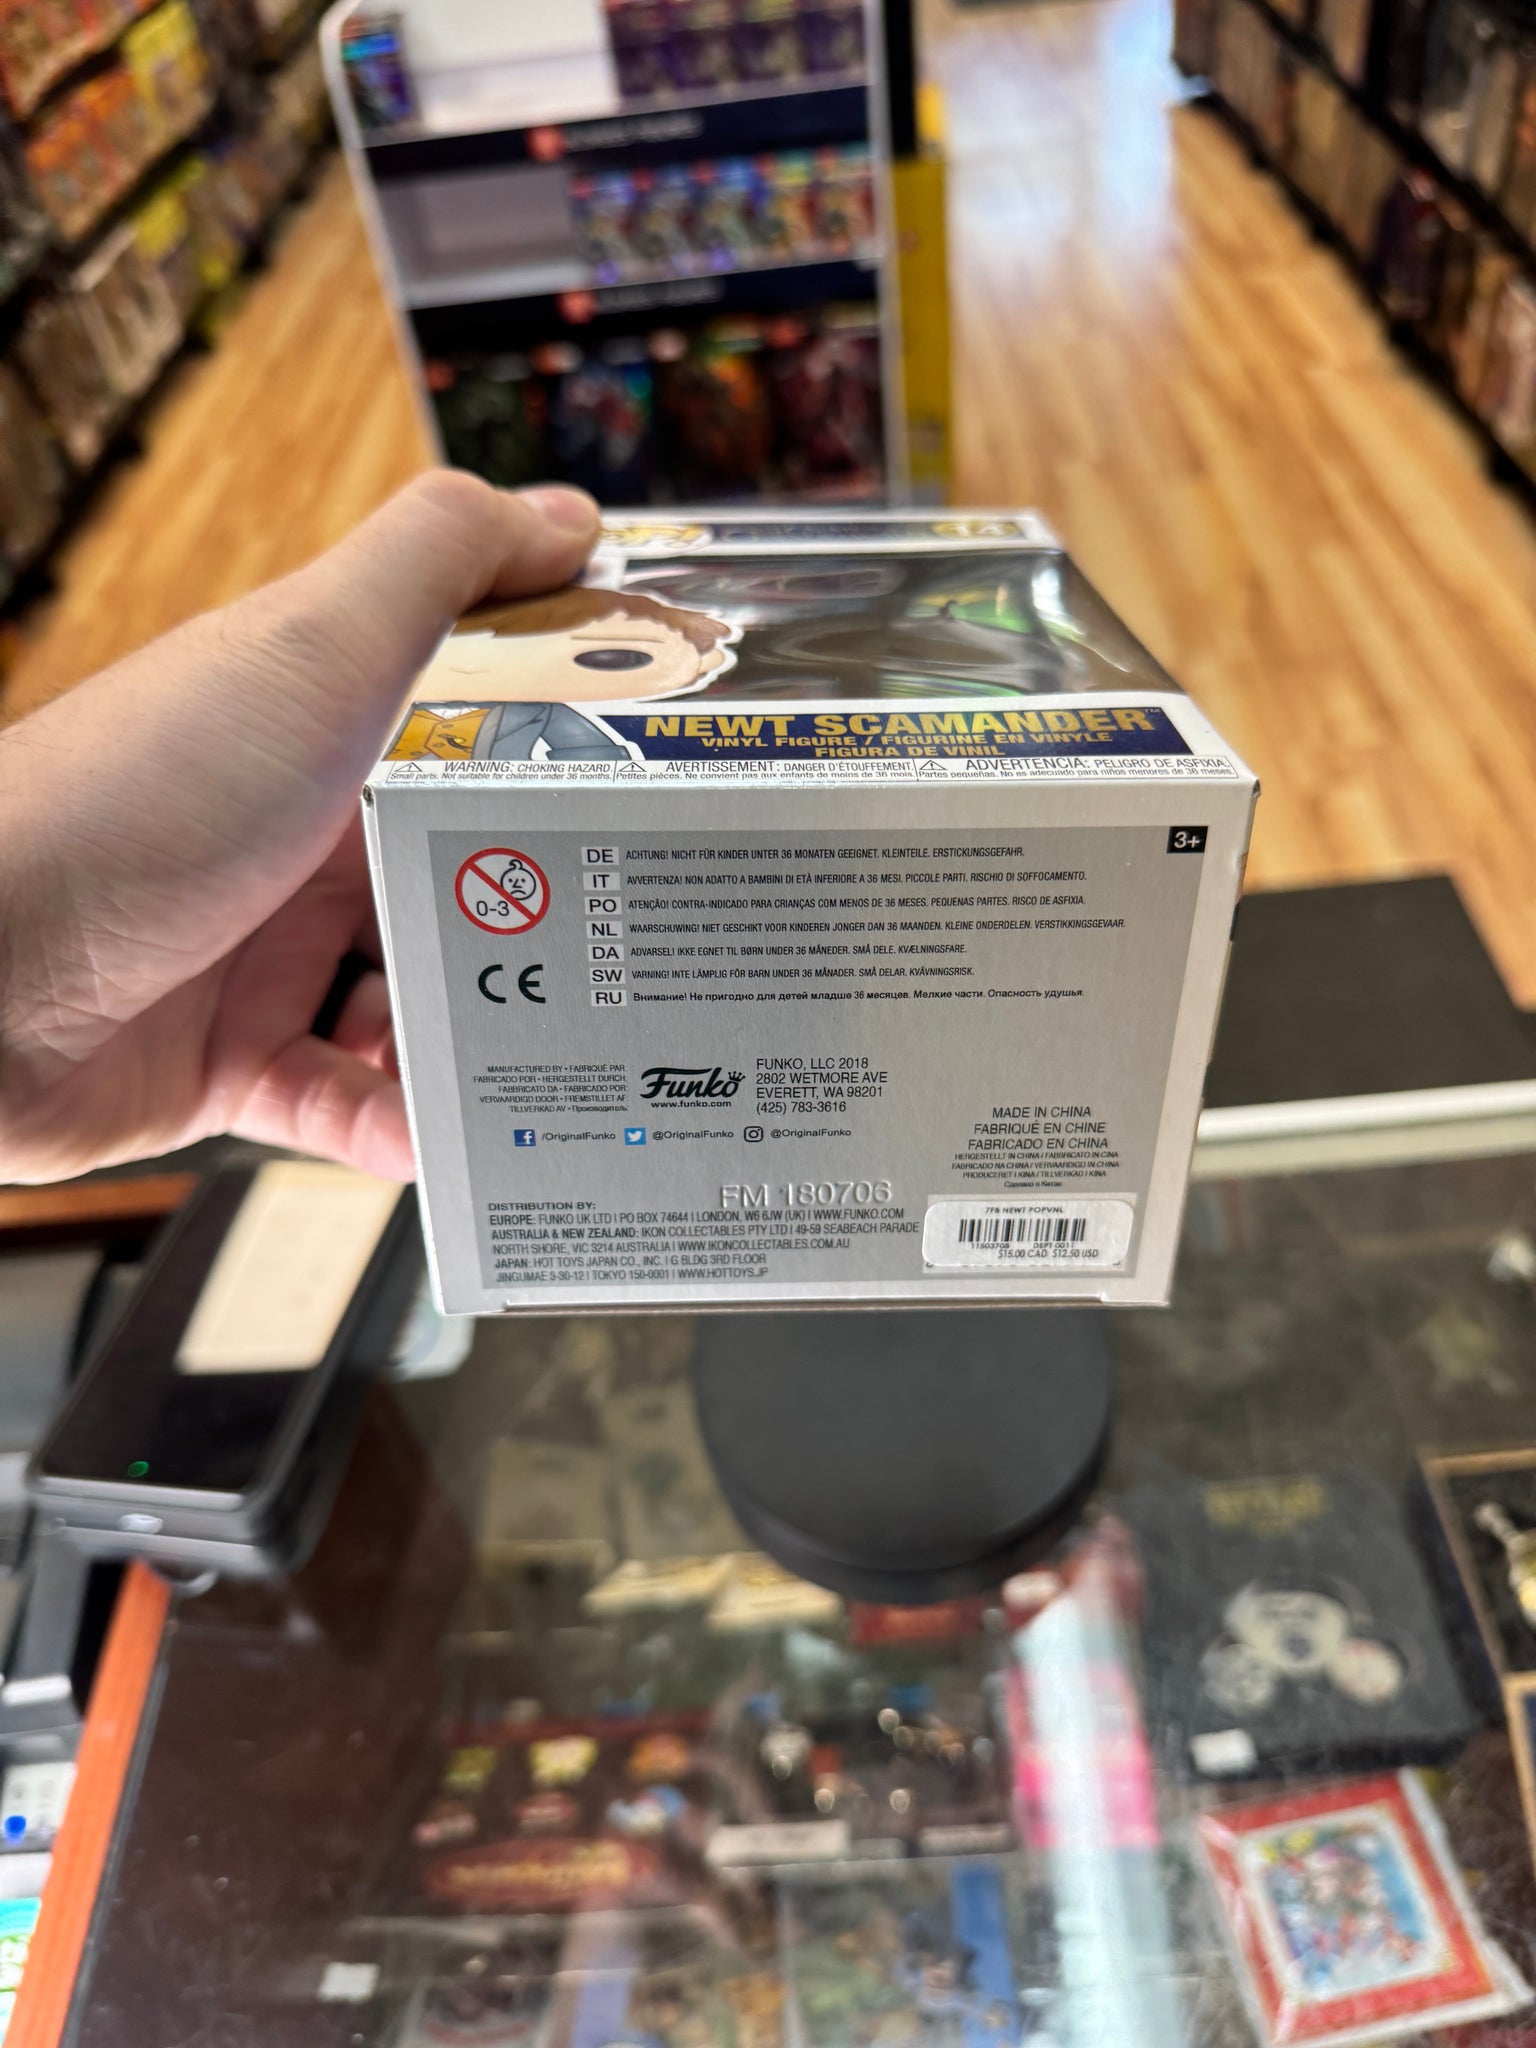 14
NEWT SCAMANDER™
VINYL FIGURE / FIGURINE EN VINYLE
FIGURA DE VINIL
WARNING: CHOKING HAZARD.
Small parts. Not suitable for children under 36 months.
AVERTISSEMENT: DANGER D'ÉTOUFFEMENT.
Petites pièces. Ne convient pas aux enfants de moins de 36 mois.
ADVERTENCIA: PELIGRO DE ASFIXIA.
Partes pequeñas. No es adecuado para niños menores de 36 meses.
3+
0-3
CE
DE ACHTUNG! NICHT FÜR KINDER UNTER 36 MONATEN GEEIGNET. KLEINTEILE. ERSTICKUNGSGEFAHR.
IT AVVERTENZA! NON ADATTO A BAMBINI DI ETÀ INFERIORE A 36 MESI. PICCOLE PARTI. RISCHIO DI SOFFOCAMENTO.
PO ATENÇÃO! CONTRA-INDICADO PARA CRIANÇAS COM MENOS DE 36 MESES. PEQUENAS PARTES. RISCO DE ASFIXIA.
NL WAARSCHUWING! NIET GESCHIKT VOOR KINDEREN JONGER DAN 36 MAANDEN. KLEINE ONDERDELEN. VERSTIKKINGSGEVAAR.
DA ADVARSEL! IKKE EGNET TIL BØRN UNDER 36 MÅNEDER. SMÅ DELE. KVÆLNINGSFARE.
SW VARNING! INTE LÄMPLIG FÖR BARN UNDER 36 MÅNADER. SMÅ DELAR. KVÄVNINGSRISK.
RU Внимание! Не пригодно для детей младше 36 месяцев. Мелкие части. Опасность удушья.
MANUFACTURED BY • FABRIQUÉ PAR:
FABRICADO POR • HERGESTELLT DURCH:
FABBRICATO DA • FABRICADO POR:
VERVAARDIGD DOOR • FREMSTILLET AF:
TILLVERKAD AV • Производитель:
Funko
www.funko.com
FUNKO, LLC 2018
2802 WETMORE AVE
EVERETT, WA 98201
(425) 783-3616
/OriginalFunko @OriginalFunko @OriginalFunko
MADE IN CHINA
FABRIQUÉ EN CHINE
FABRICADO EN CHINA
HERGESTELLT IN CHINA / FABBRICATO IN CINA
FABRICADO NA CHINA / VERVAARDIGD IN CHINA
PRODUCERET I KINA / TILLVERKAD I KINA
Сделано в Китае
FM 180706
DISTRIBUTION BY:
EUROPE: FUNKO UK LTD I PO BOX 74644 I LONDON, W6 6JW (UK) I WWW.FUNKO.COM
AUSTRALIA & NEW ZEALAND: IKON COLLECTABLES PTY LTD I 49-59 SEABEACH PARADE
NORTH SHORE, VIC 3214 AUSTRALIA I WWW.IKONCOLLECTABLES.COM.AU
JAPAN: HOT TOYS JAPAN CO., INC. I G BLDG 3RD FLOOR
JINGUMAE 3-30-12 I TOKYO 150-0001 I WWW.HOTTOYS.JP
7FB NEWT POPVNL
11503708 DEPT 0011
$15.00 CAD $12.50 USD